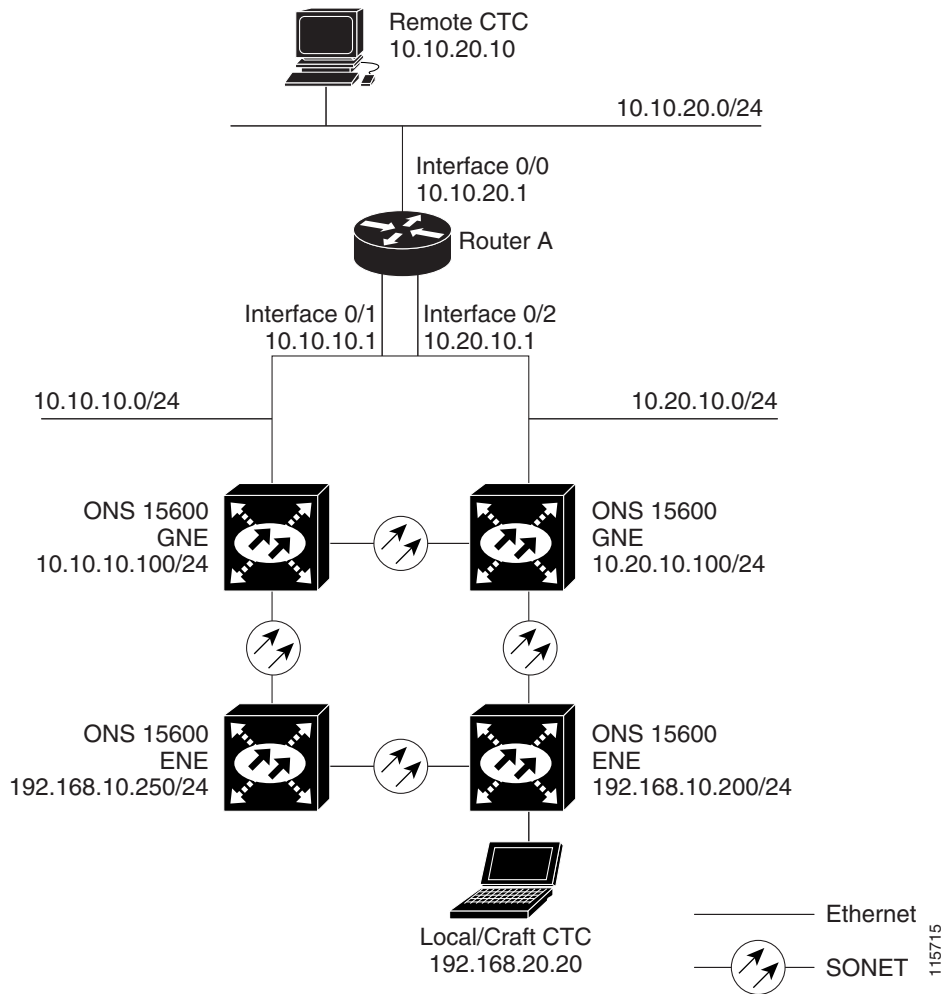 Remote CTC
10.10.20.10
10.10.20.0/24
Interface 0/0
10.10.20.1
Router A
Interface 0/1
10.10.10.1
Interface 0/2
10.20.10.1
10.10.10.0/24
10.20.10.0/24
ONS 15600
GNE
10.10.10.100/24
ONS 15600
GNE
10.20.10.100/24
ONS 15600
ENE
192.168.10.250/24
ONS 15600
ENE
192.168.10.200/24
Local/Craft CTC
192.168.20.20
Ethernet
SONET
115715